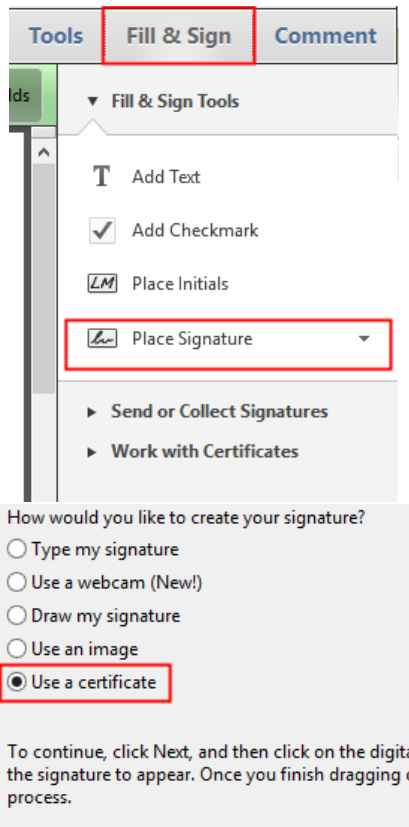 Tools Fill & Sign Comment
lds
Fill & Sign Tools
T Add Text
Add Checkmark
LM Place Initials
Place Signature
Send or Collect Signatures
Work with Certificates
How would you like to create your signature?
Type my signature
Use a webcam (New!)
Draw my signature
Use an image
Use a certificate
To continue, click Next, and then click on the digita
the signature to appear. Once you finish dragging
process.